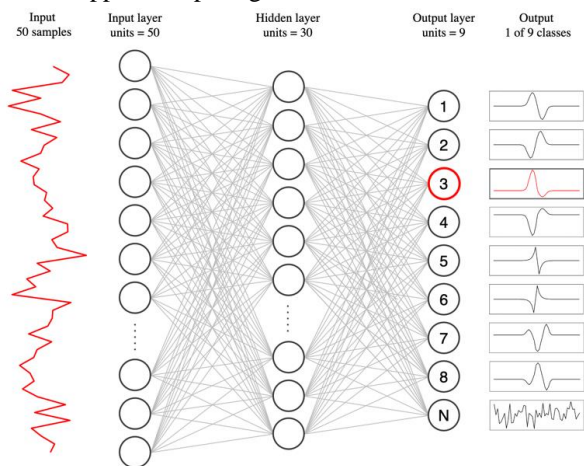 Input
50 samples
Input layer
units = 50
Hidden layer
units = 30
Output layer
units = 9
Output
1 of 9 classes
1
2
3
4
5
6
7
8
N